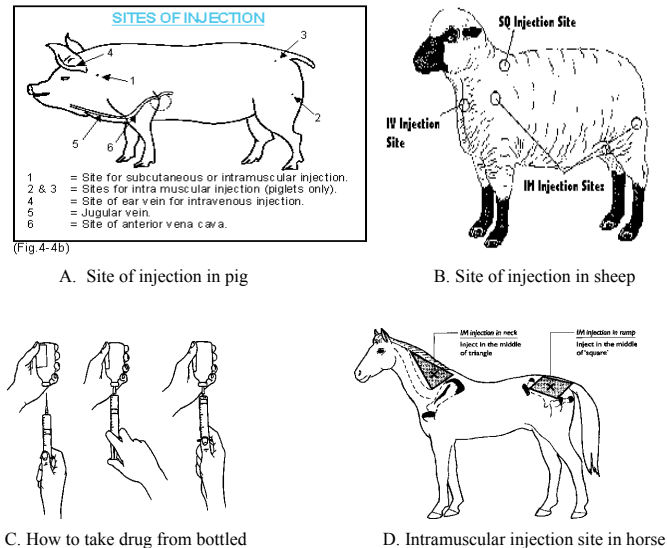 SITES OF INJECTION
4
3
1
2
5
6
1 = Site for subcutaneous or intramuscular injection.
2 & 3 = Sites for intra muscular injection (piglets only).
4 = Site of ear vein for intravenous injection.
5 = Jugular vein.
6 = Site of anterior vena cava.
(Fig.4-4b)
A. Site of injection in pig
SQ Injection Site
IV Injection
Site
IM Injection Sites
B. Site of injection in sheep
C. How to take drug from bottled
IM injection in neck
Inject in the middle
of triangle
IM injection in rump
Inject in the middle
of 'square'
D. Intramuscular injection site in horse